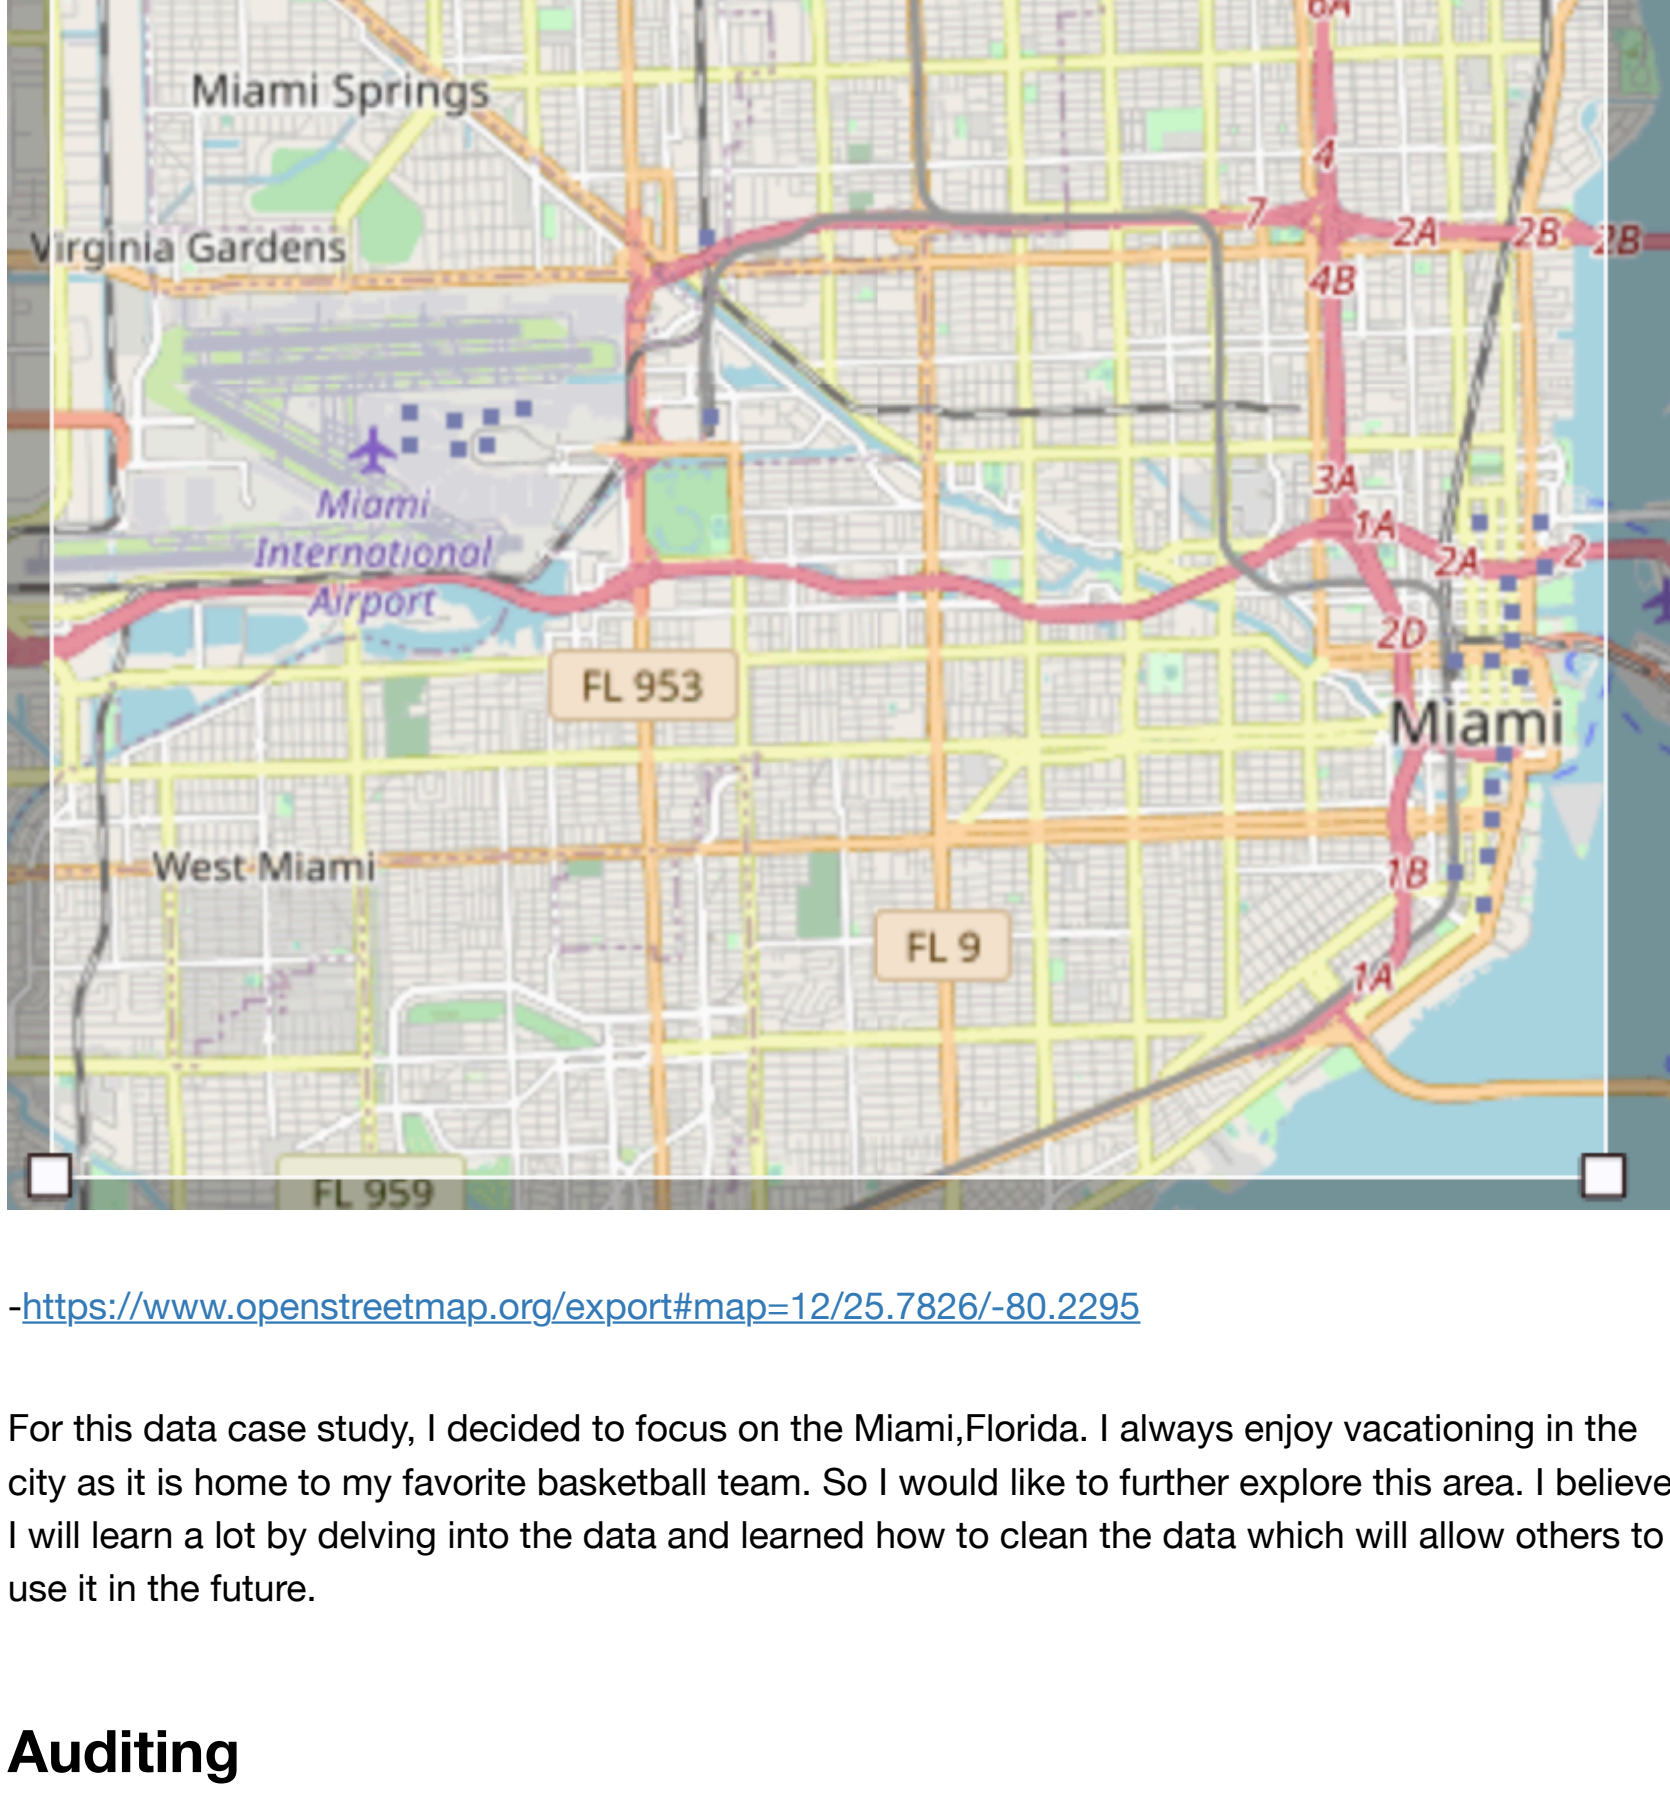 6A
Miami Springs
4
Virginia Gardens
7
2A
2B
2B
4B
3A
Miami
International
Airport
1A
2A
2
2D
FL 953
Miami
West Miami
1B
FL 9
1A
FL 959
-https://www.openstreetmap.org/export#map=12/25.7826/-80.2295
For this data case study, I decided to focus on the Miami,Florida. I always enjoy vacationing in the
city as it is home to my favorite basketball team. So I would like to further explore this area. I believe
I will learn a lot by delving into the data and learned how to clean the data which will allow others to
use it in the future.
Auditing